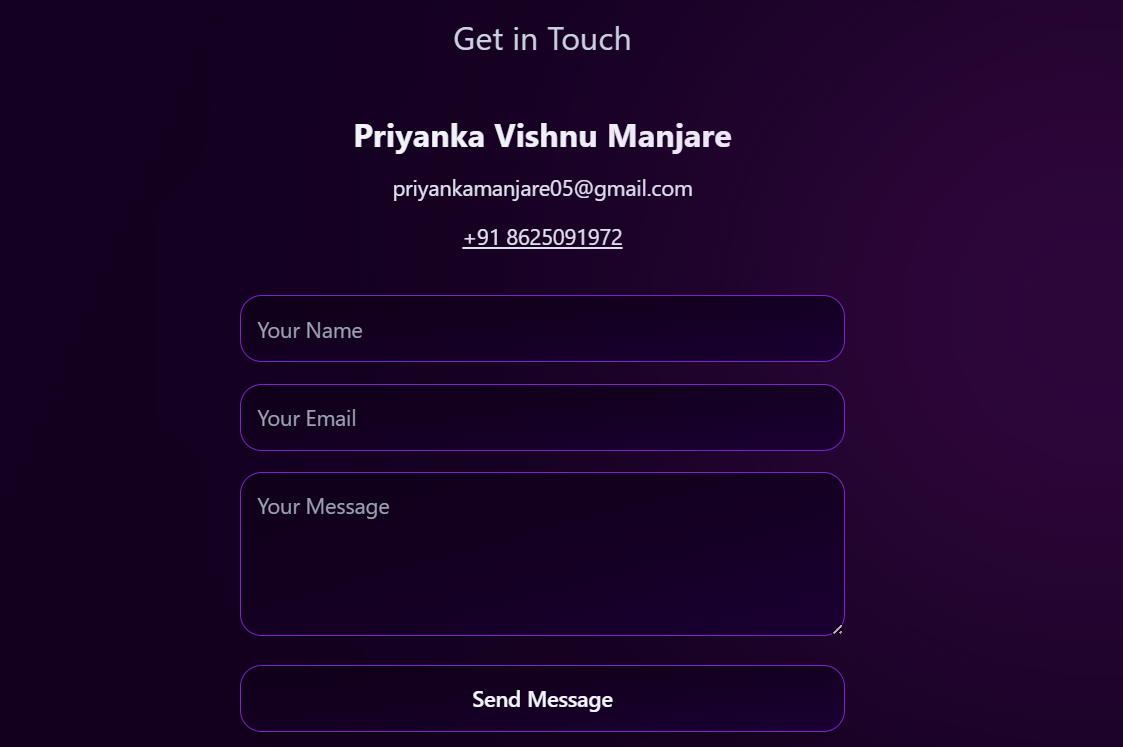 Get in Touch
Priyanka Vishnu Manjare
priyankamanjare05@gmail.com
+91 8625091972
Your Name
Your Email
Your Message
Send Message